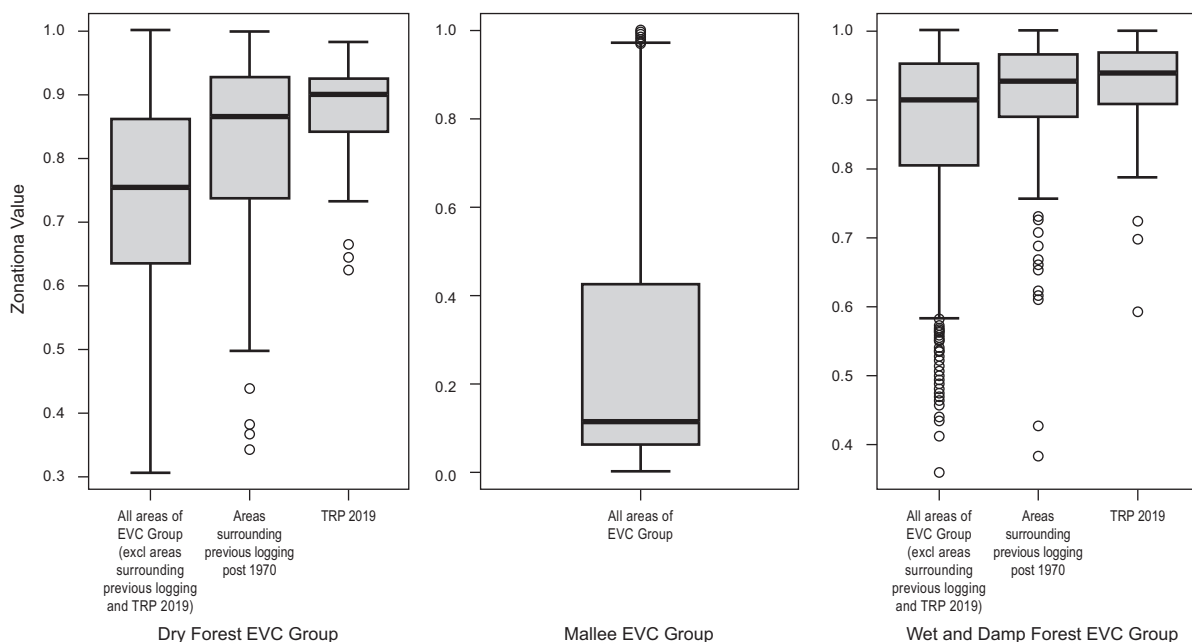 Zonationa Value
1.0
0.9
0.8
0.7
0.6
0.5
0.4
0.3
All areas of
EVC Group
(excl areas
surrounding
previous logging
and TRP 2019)
Areas
surrounding
previous logging
post 1970
TRP 2019
Dry Forest EVC Group
1.0
0.8
0.6
0.4
0.2
0.0
All areas of
EVC Group
Mallee EVC Group
1.0
0.9
0.8
0.7
0.6
0.5
0.4
All areas of
EVC Group
(excl areas
surrounding
previous logging
and TRP 2019)
Areas
surrounding
previous logging
post 1970
TRP 2019
Wet and Damp Forest EVC Group